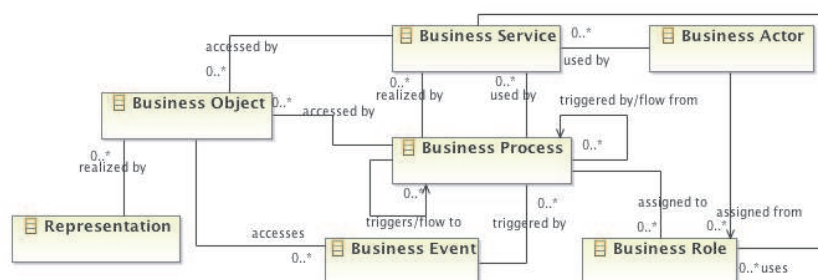 Business Service
0..*
Business Actor
used by
accessed by
0..*
0..*
realized by
0..*
used by
Business Object
0..*
accessed by
triggered by/flow from
Business Process
0..*
0..*
realized by
0..*
0..*
assigned to
Representation
triggers/flow to
triggered by
0..*
0..*
assigned from
accesses
0..*
Business Event
Business Role
0..* uses